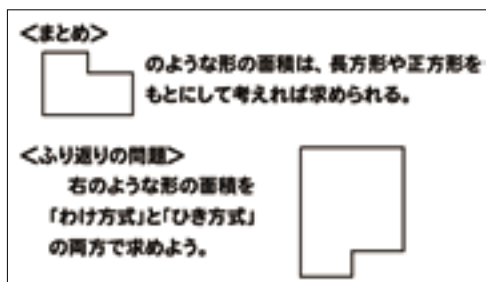 ＜まとめ＞
のような形の面積は、長方形や正方形を
もとにして考えれば求められる。
＜ふり返りの問題＞
右のような形の面積を
「わけ方式」と「ひき方式」
の両方で求めよう。